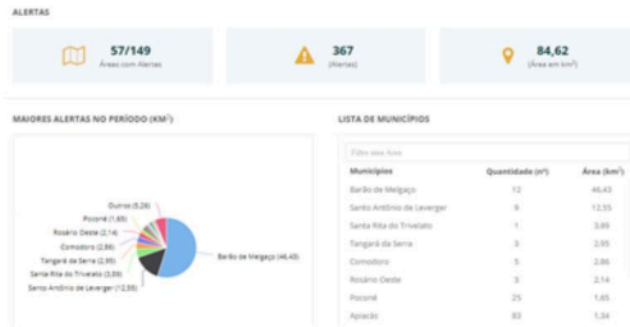 ALERTAS
57/149
Áreas com Alertas
367
(Alertas)
84,62
(Área em km²)
MAIORES ALERTAS NO PERÍODO (KM²)
LISTA DE MUNICÍPIOS
Filtre uma Área
Municípios Quantidade (nº) Área (km²)
Barão de Melgaço 12 46,43
Santo Antônio de Leverger 9 12,55
Santa Rita do Trivelato 1 3,89
Tangará da Serra 3 2,95
Comodoro 5 2,86
Rosário Oeste 3 2,14
Poconé 25 1,65
Apiacás 83 1,34
Outros (5,26)
Poconé (1,65)
Rosário Oeste (2,14)
Comodoro (2,86)
Tangará da Serra (2,95)
Santa Rita do Trivelato (3,89)
Santo Antônio de Leverger (12,55)
Barão de Melgaço (46,43)